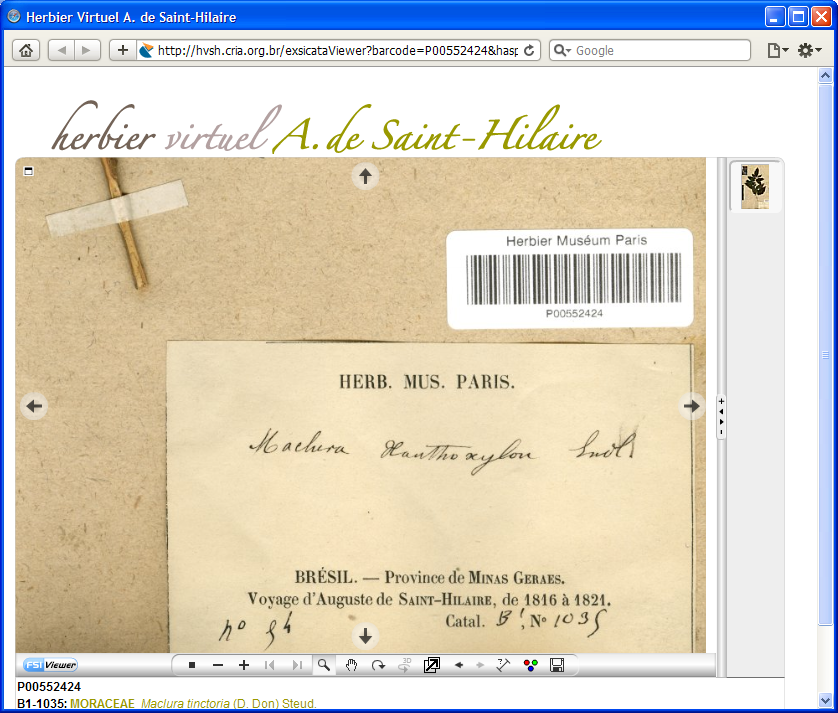 Herbier Virtuel A. de Saint-Hilaire
http://hvsh.cria.org.br/exsicataViewer?barcode=P00552424&hasp
Google
herbier virtuel A. de Saint-Hilaire
Herbier Muséum Paris
P00552424
HERB. MUS. PARIS.
Maclura Xanthoxylon Endl.
BRÉSIL. — Province de MINAS GERAES.
Voyage d'Auguste de SAINT-HILAIRE, de 1816 à 1821.
Catal. B1, No 1035
no 54
FSI Viewer
3D
P00552424
B1-1035: MORACEAE Maclura tinctoria (D. Don) Steud.